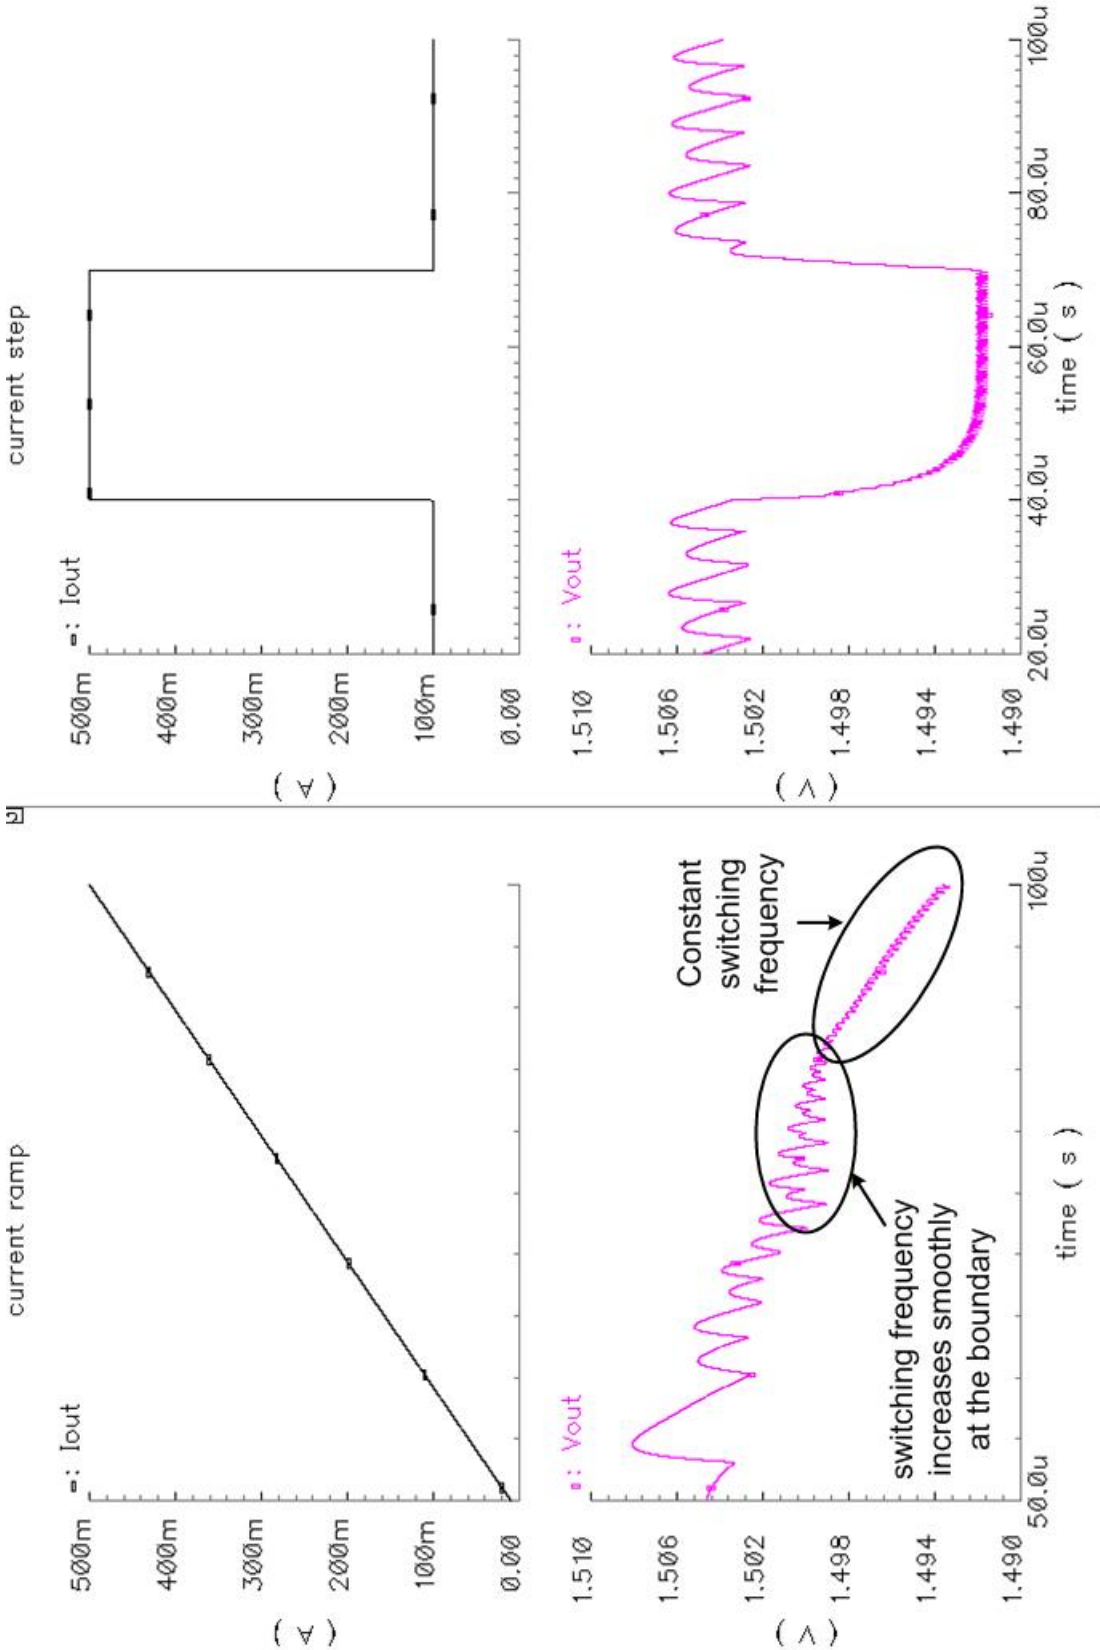 current ramp
-: Iout
500m
400m
300m
200m
100m
0.00
( A )
: Vout
1.510
1.506
1.502
1.498
1.494
1.490
( V )
50.0u
100u
time ( s )
Constant
switching
frequency
switching frequency
increases smoothly
at the boundary
current step
-: Iout
500m
400m
300m
200m
100m
0.00
( A )
: Vout
1.510
1.506
1.502
1.498
1.494
1.490
( V )
20.0u
40.0u
60.0u
80.0u
100u
time ( s )